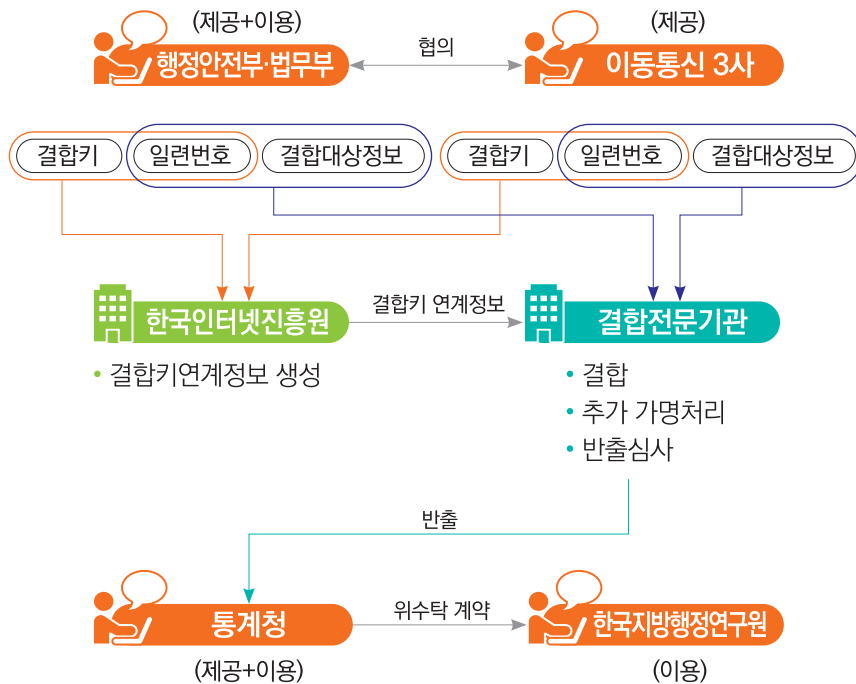 (제공+이용)
(제공)
행정안전부·법무부
협의
이동통신 3사
결합키
일련번호
결합대상정보
결합키
일련번호
결합대상정보
한국인터넷진흥원
결합키 연계정보
결합전문기관
• 결합키연계정보 생성
• 결합
• 추가 가명처리
• 반출심사
반출
통계청
위수탁 계약
한국지방행정연구원
(제공+이용)
(이용)